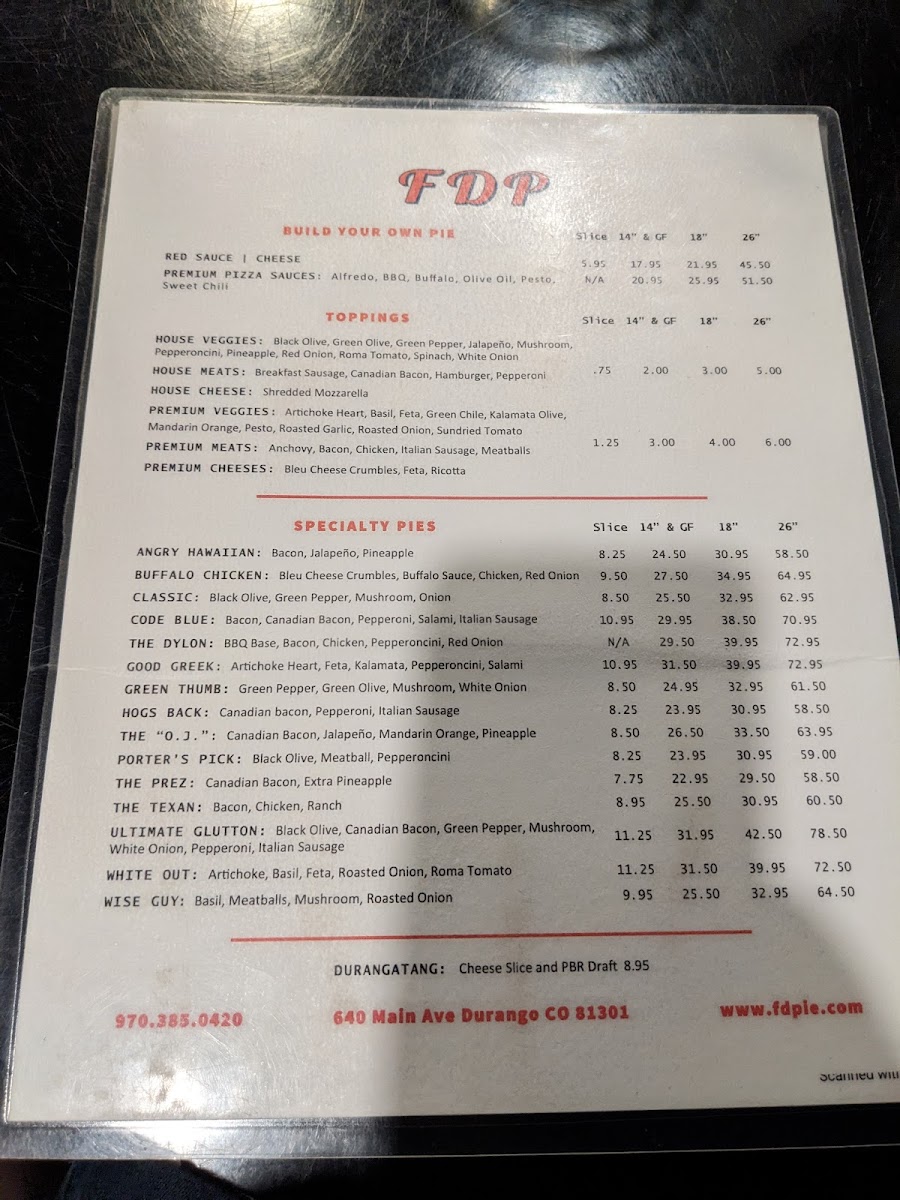 FDP
BUILD YOUR OWN PIE Slice 14" & GF 18" 26"
RED SAUCE | CHEESE 5.95 17.95 21.95 45.50
PREMIUM PIZZA SAUCES: Alfredo, BBQ, Buffalo, Olive Oil, Pesto, N/A 20.95 25.95 51.50
Sweet Chili
TOPPINGS Slice 14" & GF 18" 26"
HOUSE VEGGIES: Black Olive, Green Olive, Green Pepper, Jalapeño, Mushroom,
Pepperoncini, Pineapple, Red Onion, Roma Tomato, Spinach, White Onion
HOUSE MEATS: Breakfast Sausage, Canadian Bacon, Hamburger, Pepperoni .75 2.00 3.00 5.00
HOUSE CHEESE: Shredded Mozzarella
PREMIUM VEGGIES: Artichoke Heart, Basil, Feta, Green Chile, Kalamata Olive,
Mandarin Orange, Pesto, Roasted Garlic, Roasted Onion, Sundried Tomato
PREMIUM MEATS: Anchovy, Bacon, Chicken, Italian Sausage, Meatballs 1.25 3.00 4.00 6.00
PREMIUM CHEESES: Bleu Cheese Crumbles, Feta, Ricotta
SPECIALTY PIES Slice 14" & GF 18" 26"
ANGRY HAWAIIAN: Bacon, Jalapeño, Pineapple 8.25 24.50 30.95 58.50
BUFFALO CHICKEN: Bleu Cheese Crumbles, Buffalo Sauce, Chicken, Red Onion 9.50 27.50 34.95 64.95
CLASSIC: Black Olive, Green Pepper, Mushroom, Onion 8.50 25.50 32.95 62.95
CODE BLUE: Bacon, Canadian Bacon, Pepperoni, Salami, Italian Sausage 10.95 29.95 38.50 70.95
THE DYLON: BBQ Base, Bacon, Chicken, Pepperoncini, Red Onion N/A 29.50 39.95 72.95
GOOD GREEK: Artichoke Heart, Feta, Kalamata, Pepperoncini, Salami 10.95 31.50 39.95 72.95
GREEN THUMB: Green Pepper, Green Olive, Mushroom, White Onion 8.50 24.95 32.95 61.50
HOGS BACK: Canadian bacon, Pepperoni, Italian Sausage 8.25 23.95 30.95 58.50
THE "O.J.": Canadian Bacon, Jalapeño, Mandarin Orange, Pineapple 8.50 26.50 33.50 63.95
PORTER'S PICK: Black Olive, Meatball, Pepperoncini 8.25 23.95 30.95 59.00
THE PREZ: Canadian Bacon, Extra Pineapple 7.75 22.95 29.50 58.50
THE TEXAN: Bacon, Chicken, Ranch 8.95 25.50 30.95 60.50
ULTIMATE GLUTTON: Black Olive, Canadian Bacon, Green Pepper, Mushroom, 11.25 31.95 42.50 78.50
White Onion, Pepperoni, Italian Sausage
WHITE OUT: Artichoke, Basil, Feta, Roasted Onion, Roma Tomato 11.25 31.50 39.95 72.50
WISE GUY: Basil, Meatballs, Mushroom, Roasted Onion 9.95 25.50 32.95 64.50
DURANGATANG: Cheese Slice and PBR Draft 8.95
970.385.0420 640 Main Ave Durango CO 81301 www.fdpie.com
Scanned with